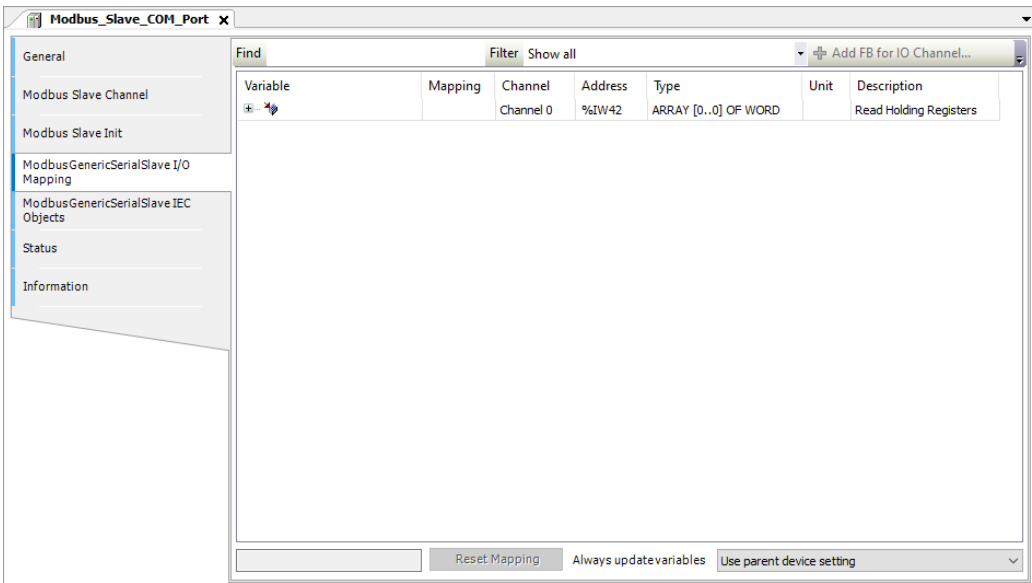 Modbus_Slave_COM_Port X
General
Modbus Slave Channel
Modbus Slave Init
ModbusGenericSerialSlave I/O
Mapping
ModbusGenericSerialSlave IEC
Objects
Status
Information
Find Filter Show all Add FB for IO Channel...
Variable Mapping Channel Address Type Unit Description
Channel 0 %IW42 ARRAY [0..0] OF WORD Read Holding Registers
Reset Mapping Always update variables Use parent device setting